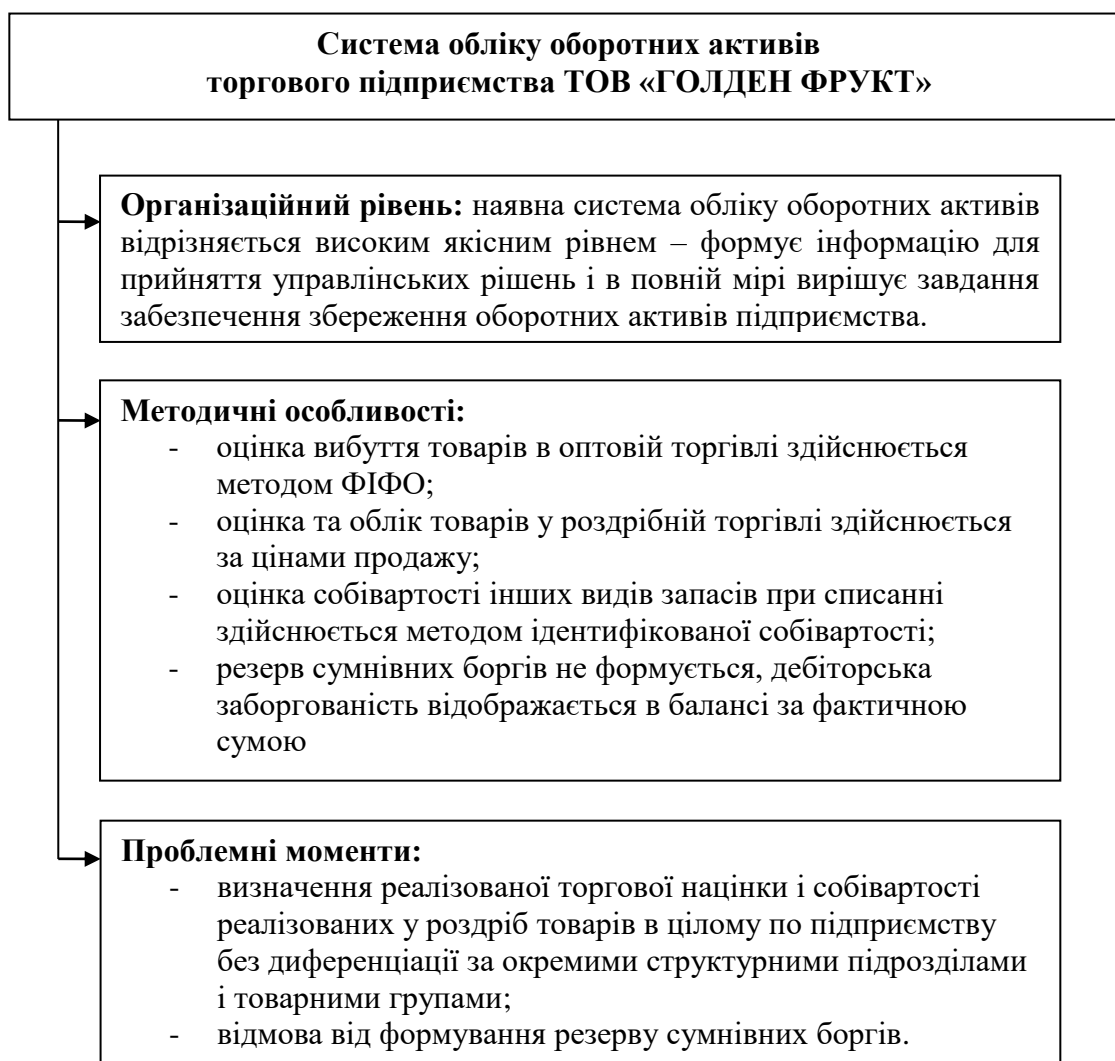 Система обліку оборотних активів
торгового підприємства ТОВ «ГОЛДЕН ФРУКТ»
Організаційний рівень: наявна система обліку оборотних активів
відрізняється високим якісним рівнем – формує інформацію для
прийняття управлінських рішень і в повній мірі вирішує завдання
забезпечення збереження оборотних активів підприємства.
Методичні особливості:
- оцінка вибуття товарів в оптовій торгівлі здійснюється
методом ФІФО;
- оцінка та облік товарів у роздрібній торгівлі здійснюється
за цінами продажу;
- оцінка собівартості інших видів запасів при списанні
здійснюється методом ідентифікованої собівартості;
- резерв сумнівних боргів не формується, дебіторська
заборгованість відображається в балансі за фактичною
сумою
Проблемні моменти:
- визначення реалізованої торгової націнки і собівартості
реалізованих у роздріб товарів в цілому по підприємству
без диференціації за окремими структурними підрозділами
і товарними групами;
- відмова від формування резерву сумнівних боргів.